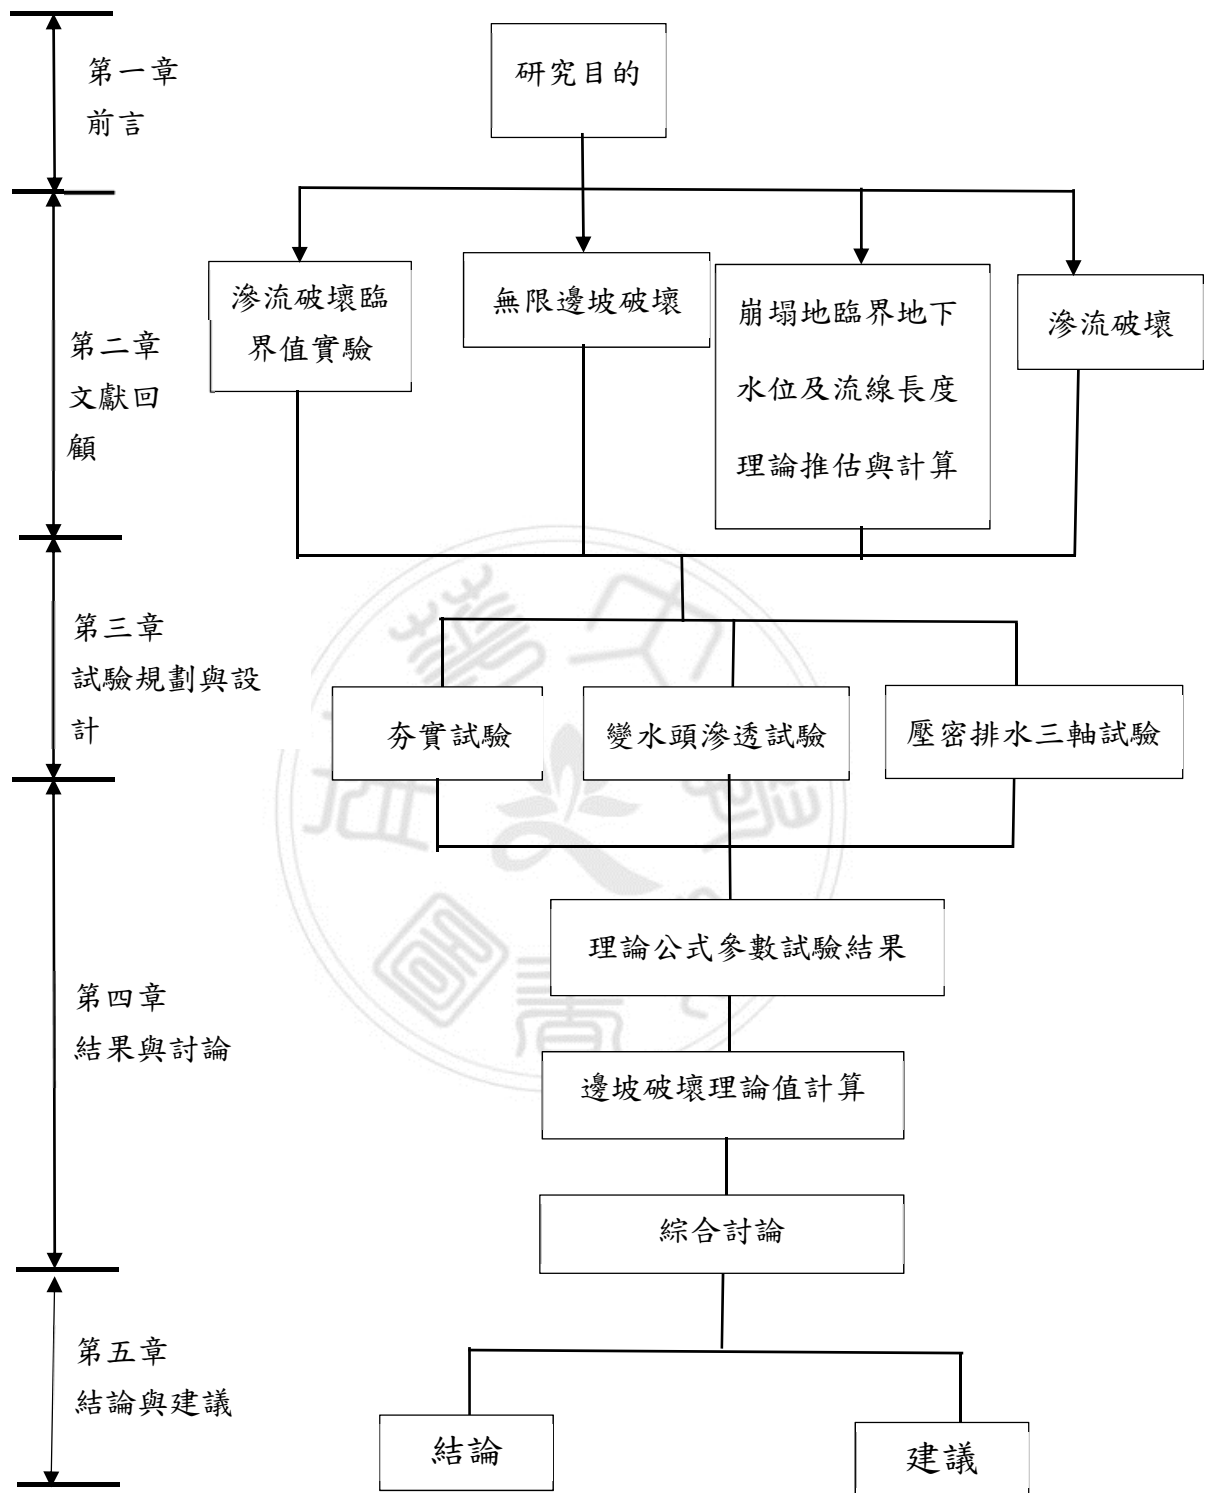 第一章
前言
研究目的
第二章
文獻回
顧
滲流破壞臨
界值實驗
無限邊坡破壞
崩塌地臨界地下
水位及流線長度
理論推估與計算
滲流破壞
第三章
試驗規劃與設
計
夯實試驗
變水頭滲透試驗
壓密排水三軸試驗
第四章
結果與討論
理論公式參數試驗結果
邊坡破壞理論值計算
綜合討論
第五章
結論與建議
結論
建議